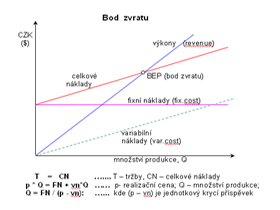 Bod zvratu
CZK
($)
výkony (revenue)
celkové
náklady
BEP (bod zvratu)
fixní náklady (fix.cost)
variabilní
náklady (var.cost)
množství produkce, Q
T = CN ....... T – tržby, CN – celkové náklady
p * Q = FN + vn*Q ...... p- realizační cena; Q – množství produkce;
Q = FN / (p - vn): ....... kde (p – vn) je jednotkový krycí příspěvek